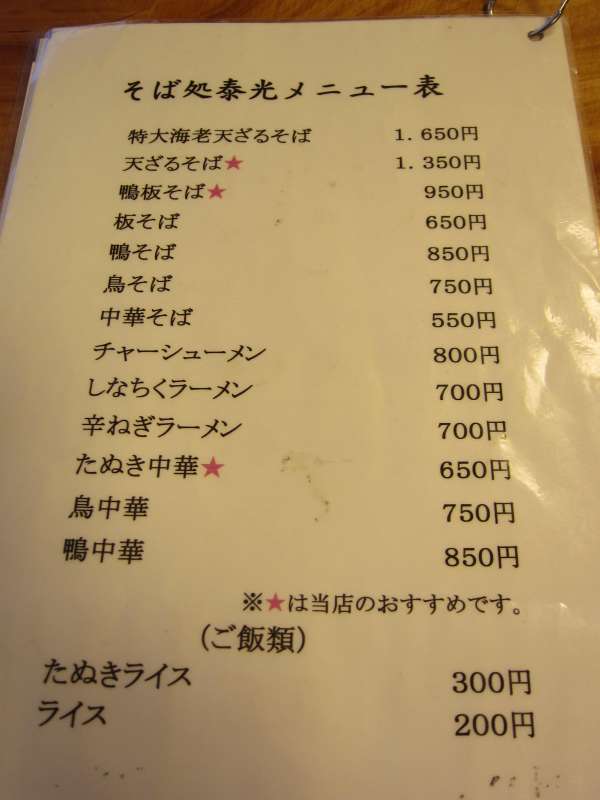 そば処泰光メニュー表
特大海老天ざるそば 1.650円
天ざるそば★ 1.350円
鴨板そば★ 950円
板そば 650円
鴨そば 850円
鳥そば 750円
中華そば 550円
チャーシューメン 800円
しなちくラーメン 700円
辛ねぎラーメン 700円
たぬき中華★ 650円
鳥中華 750円
鴨中華 850円
※★は当店のおすすめです。
(ご飯類)
たぬきライス 300円
ライス 200円